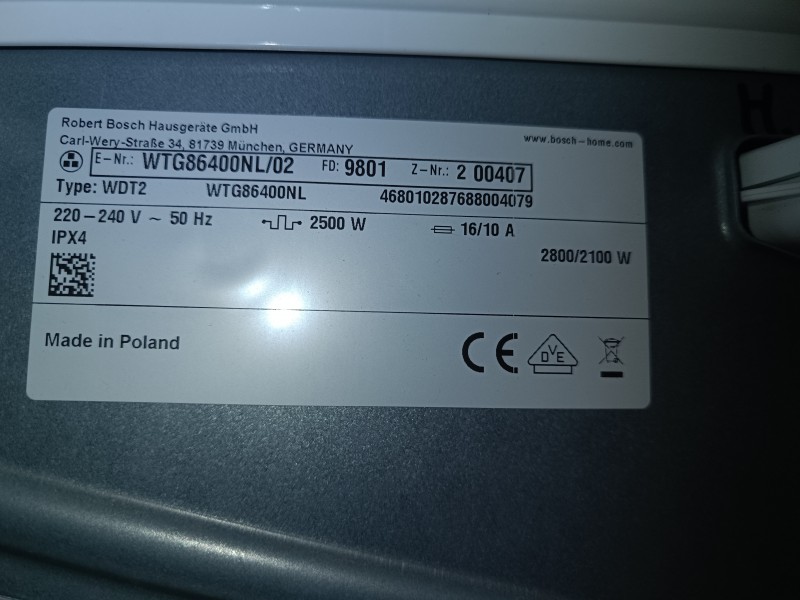 Robert Bosch Hausgeräte GmbH
Carl-Wery-Straße 34, 81739 München, GERMANY
www.bosch-home.com
E-Nr.: WTG86400NL/02 FD: 9801 Z-Nr.: 2 00407
Type: WDT2 WTG86400NL 468010287688004079
220-240 V ~ 50 Hz 2500 W 16/10 A
IPX4
2800/2100 W
Made in Poland
CE
DVE
H